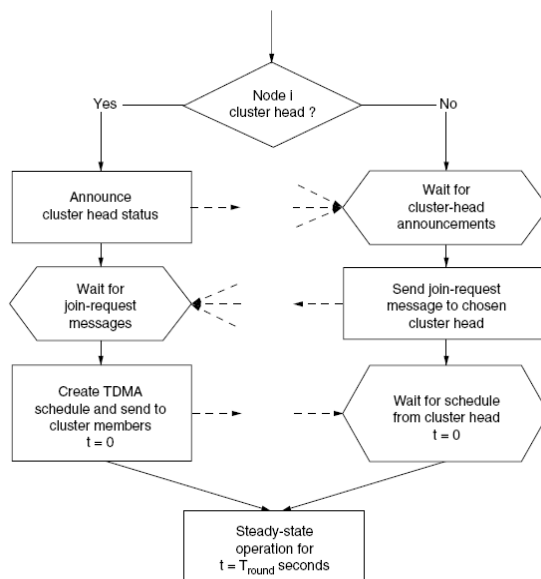 Node i
cluster head ?
Yes
No
Announce
cluster head status
Wait for
cluster-head
announcements
Wait for
join-request
messages
Send join-request
message to chosen
cluster head
Create TDMA
schedule and send to
cluster members
t = 0
Wait for schedule
from cluster head
t = 0
Steady-state
operation for
t = Tround seconds